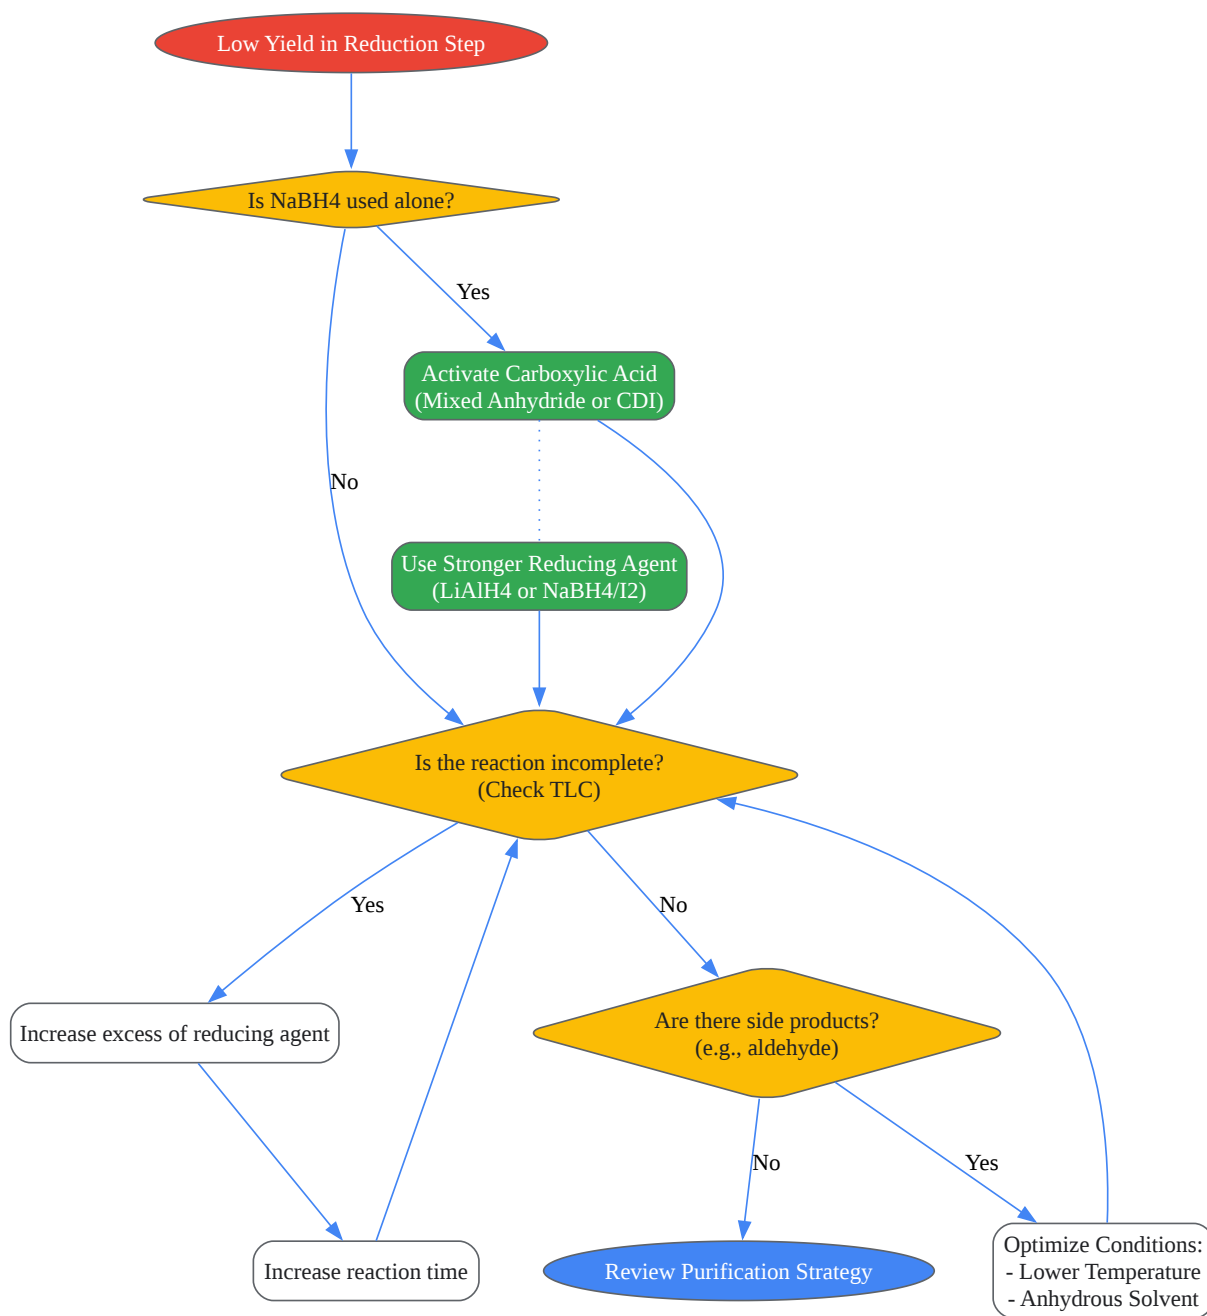 Low Yield in Reduction Step
Is NaBH4 used alone?
Yes
Activate Carboxylic Acid
(Mixed Anhydride or CDI)
No
Use Stronger Reducing Agent
(LiAlH4 or NaBH4/I2)
Is the reaction incomplete?
(Check TLC)
Yes
No
Increase excess of reducing agent
Are there side products?
(e.g., aldehyde)
No
Yes
Increase reaction time
Review Purification Strategy
Optimize Conditions:
- Lower Temperature
- Anhydrous Solvent